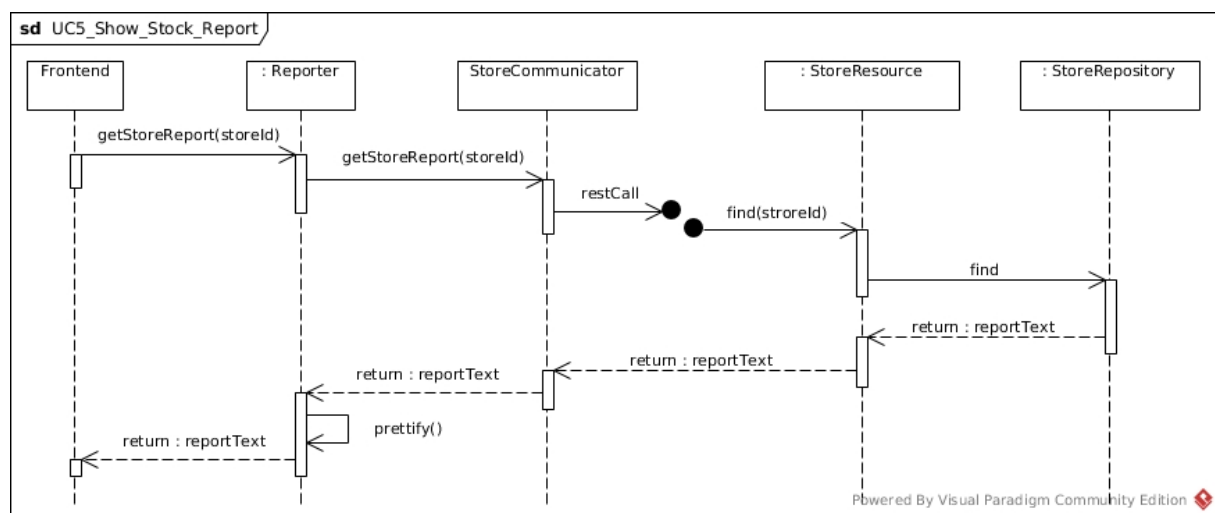 sd UC5_Show_Stock_Report
Frontend
: Reporter
StoreCommunicator
: StoreResource
: StoreRepository
getStoreReport(storeId)
getStoreReport(storeId)
restCall
find(stroreId)
find
return : reportText
return : reportText
return : reportText
prettify()
return : reportText
Powered By Visual Paradigm Community Edition